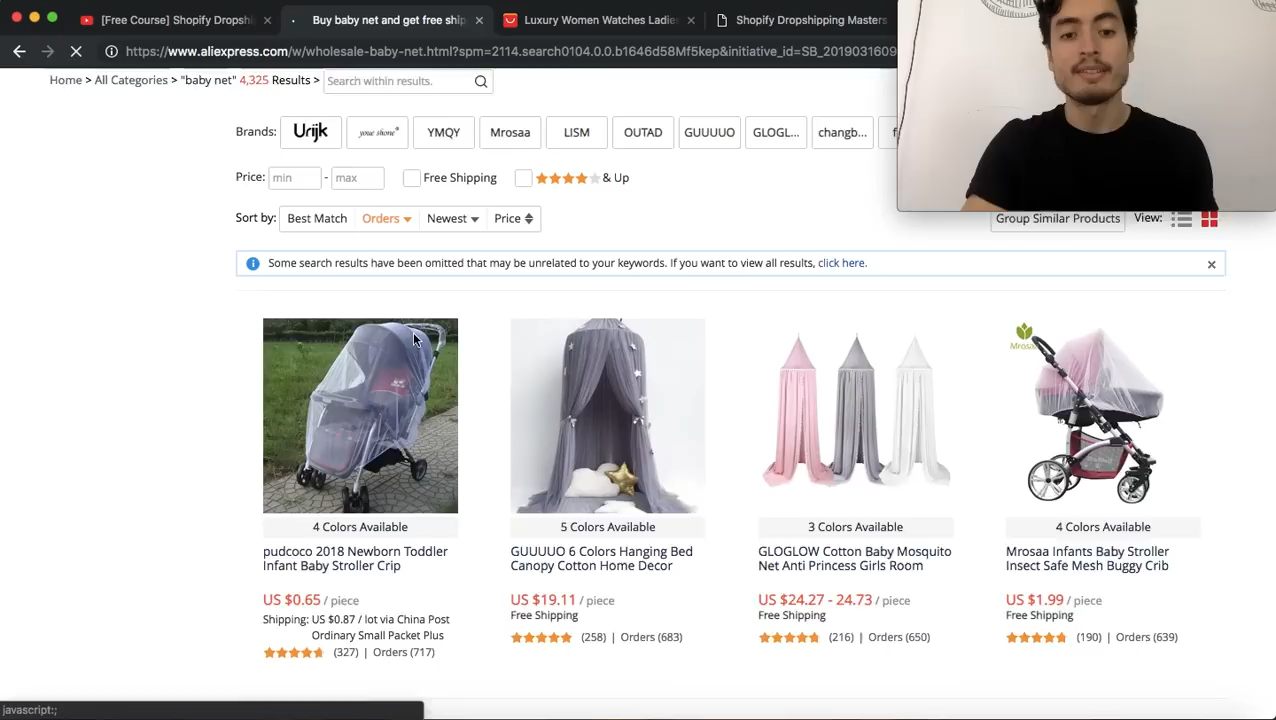 [Free Course] Shopify Dropshi
Buy baby net and get free ship
Luxury Women Watches Ladie
Shopify Dropshipping Masters
https://www.aliexpress.com/w/wholesale-baby-net.html?spm=2114.search0104.0.0.b1646d58Mf5kep&initiative_id=SB_2019031609
Home > All Categories > "baby net" 4,325 Results >
Search within results.
Brands:
Urijk
youe shone
YMQY
Mrosaa
LISM
OUTAD
GUUUUO
GLOGL...
changb...
Price:
min - max
Free Shipping
& Up
Sort by:
Best Match
Orders
Newest
Price
Group Similar Products
View:
Some search results have been omitted that may be unrelated to your keywords. If you want to view all results, click here.
Mrosaa
4 Colors Available
5 Colors Available
3 Colors Available
4 Colors Available
pudcoco 2018 Newborn Toddler
Infant Baby Stroller Crip
GUUUUO 6 Colors Hanging Bed
Canopy Cotton Home Decor
GLOGLOW Cotton Baby Mosquito
Net Anti Princess Girls Room
Mrosaa Infants Baby Stroller
Insect Safe Mesh Buggy Crib
US $0.65 / piece
Shipping: US $0.87 / lot via China Post
Ordinary Small Packet Plus
(327) | Orders (717)
US $19.11 / piece
Free Shipping
(258) | Orders (683)
US $24.27 - 24.73 / piece
Free Shipping
(216) | Orders (650)
US $1.99 / piece
Free Shipping
(190) | Orders (639)
javascript:;